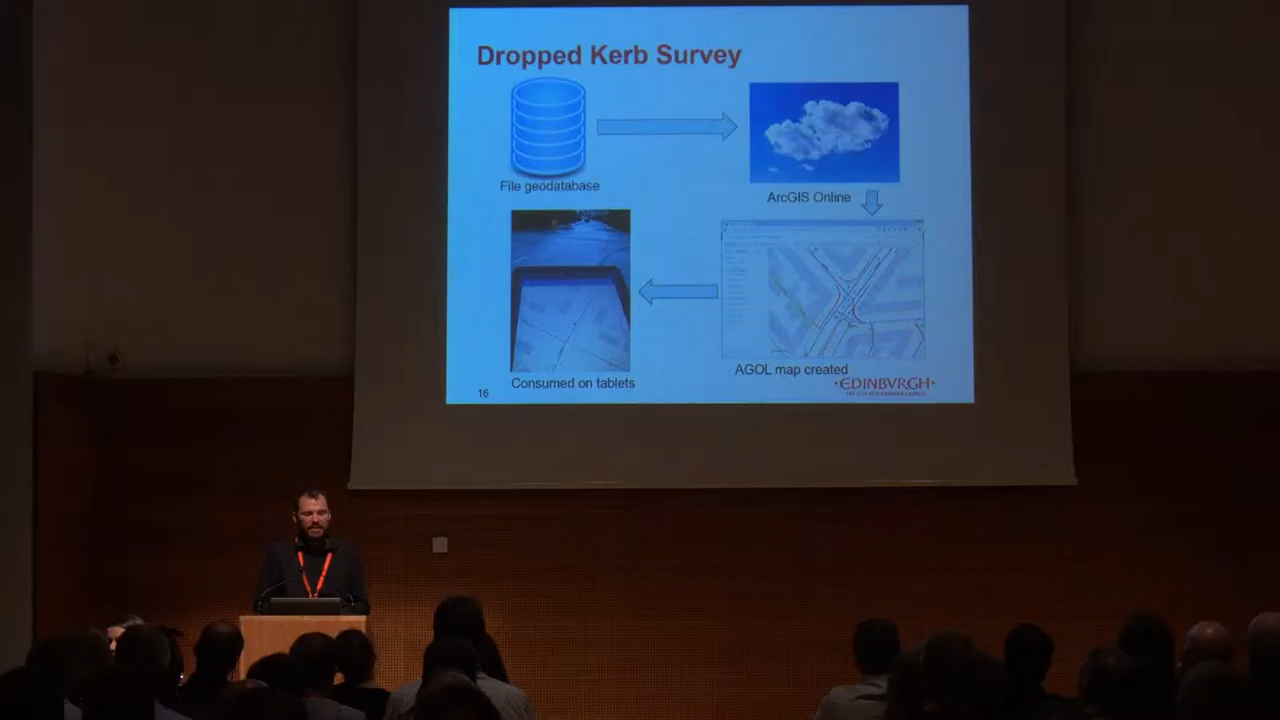 Dropped Kerb Survey
File geodatabase
ArcGIS Online
Consumed on tablets
AGOL map created
·EDINBVRGH·
16